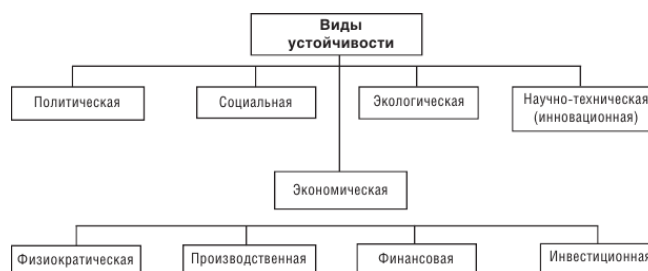 Виды
устойчивости
Политическая
Социальная
Экологическая
Научно-техническая
(инновационная)
Экономическая
Физиократическая
Производственная
Финансовая
Инвестиционная